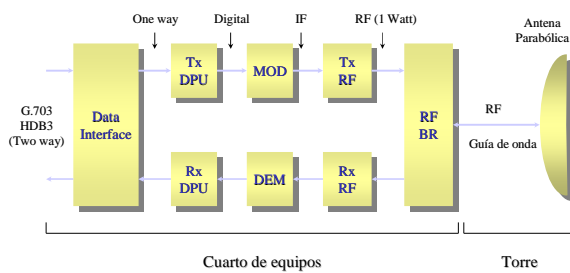 One way
Digital
IF
RF (1 Watt)
Antena
Parabólica
G.703
HDB3
(Two way)
Data
Interface
Tx
DPU
MOD
Tx
RF
RF
BR
RF
Guía de onda
Rx
DPU
DEM
Rx
RF
Cuarto de equipos
Torre